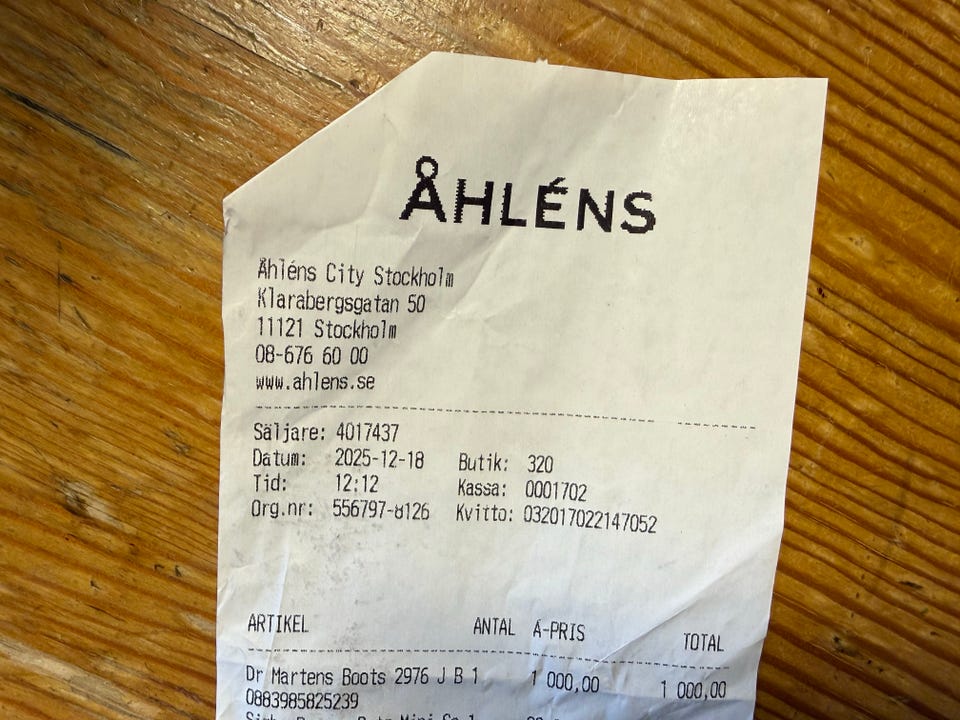 ÅHLÉNS
Åhléns City Stockholm
Klarabergsgatan 50
11121 Stockholm
08-676 60 00
www.ahlens.se
Säljare: 4017437
Datum: 2025-12-18 Butik: 320
Tid: 12:12 Kassa: 0001702
Org.nr: 556797-8126 Kvitto: 032017022147052
ARTIKEL ANTAL Á-PRIS TOTAL
Dr Martens Boots 2976 J B 1 1 000,00 1 000,00
0883985825239